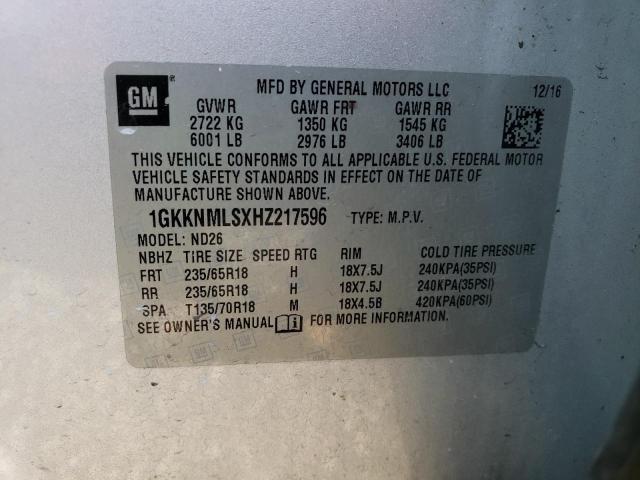 GM
MFD BY GENERAL MOTORS LLC 12/16
GVWR GAWR FRT GAWR RR
2722 KG 1350 KG 1545 KG
6001 LB 2976 LB 3406 LB
THIS VEHICLE CONFORMS TO ALL APPLICABLE U.S. FEDERAL MOTOR
VEHICLE SAFETY STANDARDS IN EFFECT ON THE DATE OF
MANUFACTURE SHOWN ABOVE.
1GKKNMLSXHZ217596 TYPE: M.P.V.
MODEL: ND26
NBHZ TIRE SIZE SPEED RTG RIM COLD TIRE PRESSURE
FRT 235/65R18 H 18X7.5J 240KPA(35PSI)
RR 235/65R18 H 18X7.5J 240KPA(35PSI)
SPA T135/70R18 M 18X4.5B 420KPA(60PSI)
SEE OWNER'S MANUAL FOR MORE INFORMATION.